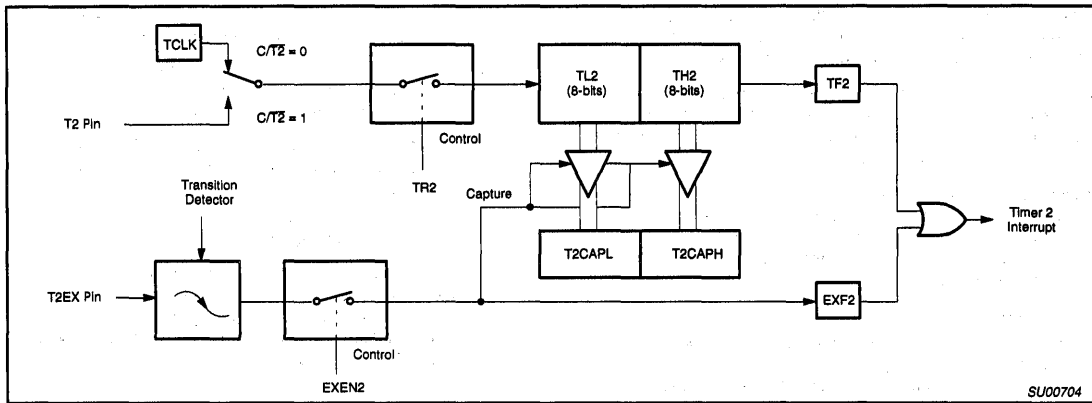 TCLK
C/T2 = 0
TL2
(8-bits)
TH2
(8-bits)
TF2
T2 Pin
C/T2 = 1
Control
TR2
Transition
Detector
Capture
Timer 2
Interrupt
T2CAPL
T2CAPH
T2EX Pin
EXF2
Control
EXEN2
SU00704